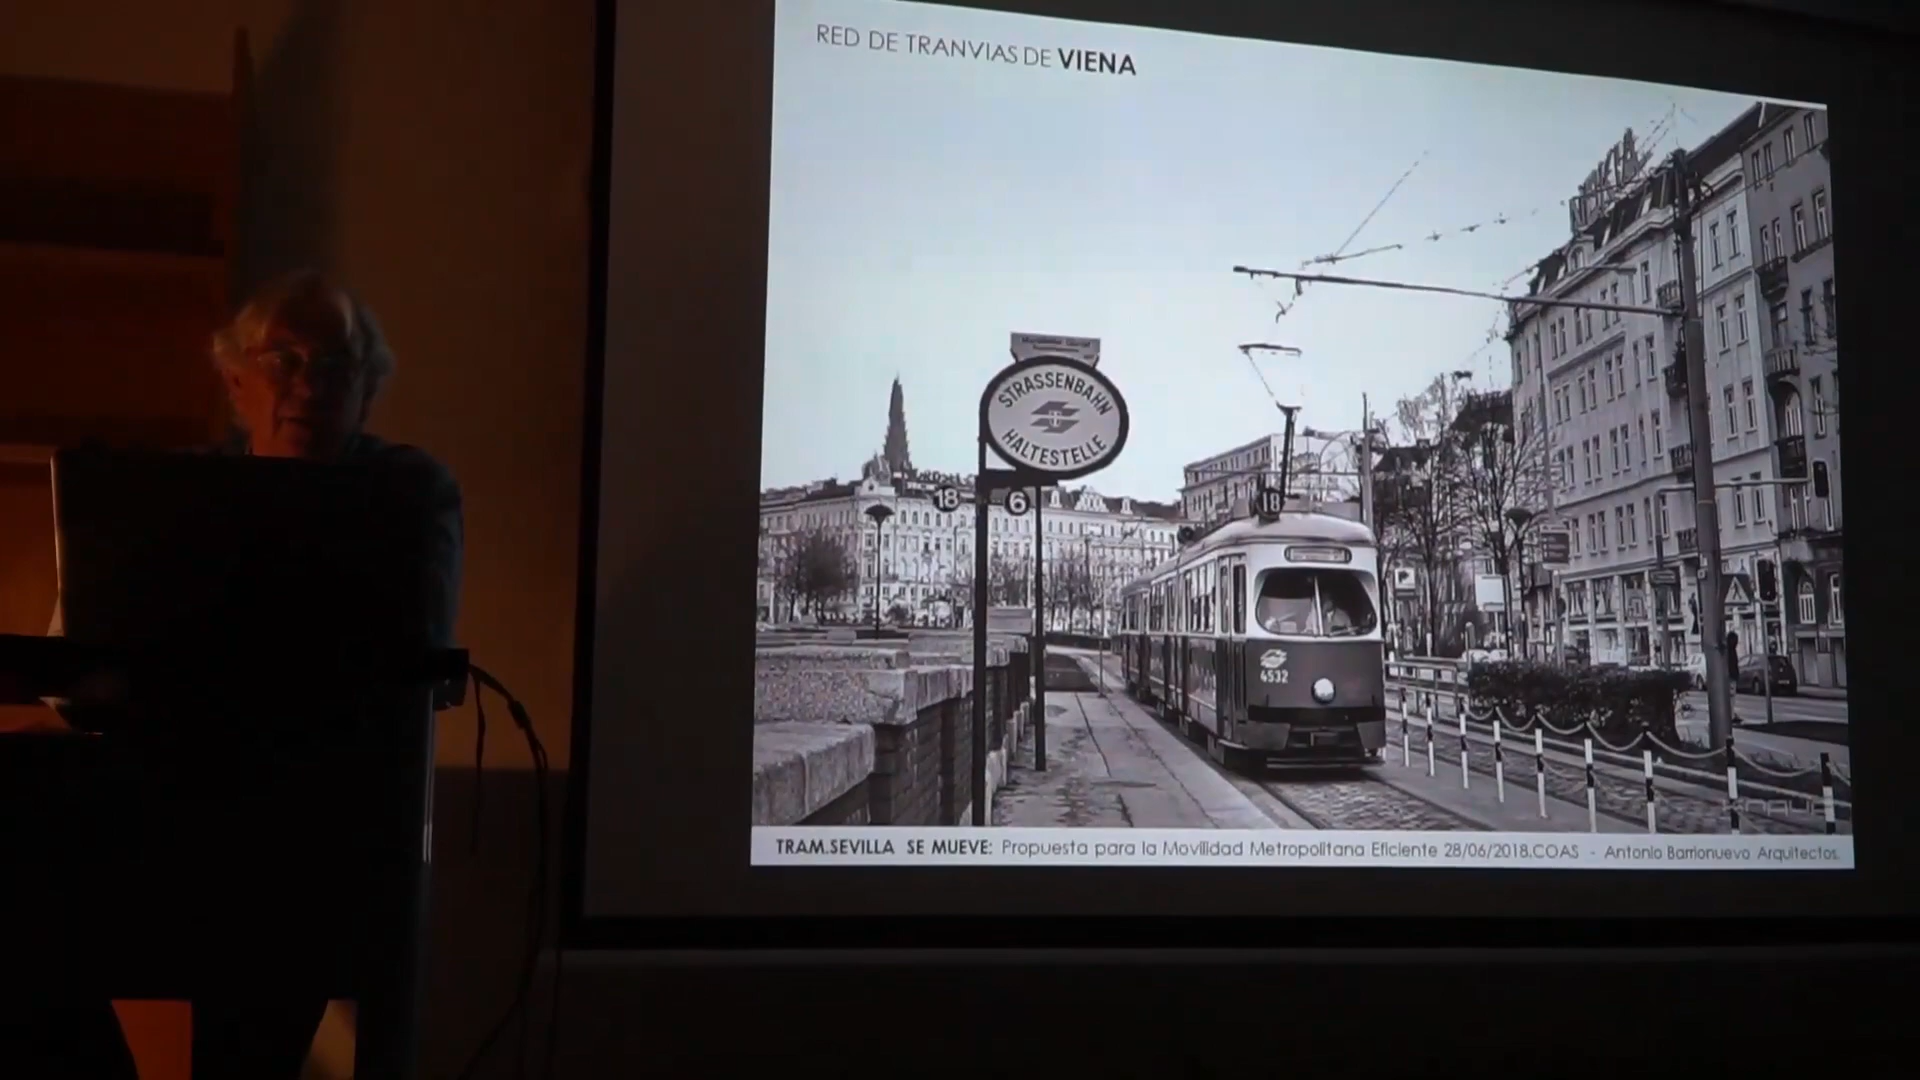 RED DE TRANVIAS DE VIENA
STRASSENBAHN
HALTESTELLE
18 6
18
4532
TRAM.SEVILLA SE MUEVE: Propuesta para la Movilidad Metropolitana Eficiente 28/06/2018.COAS - Antonio Barrionuevo Arquitectos.